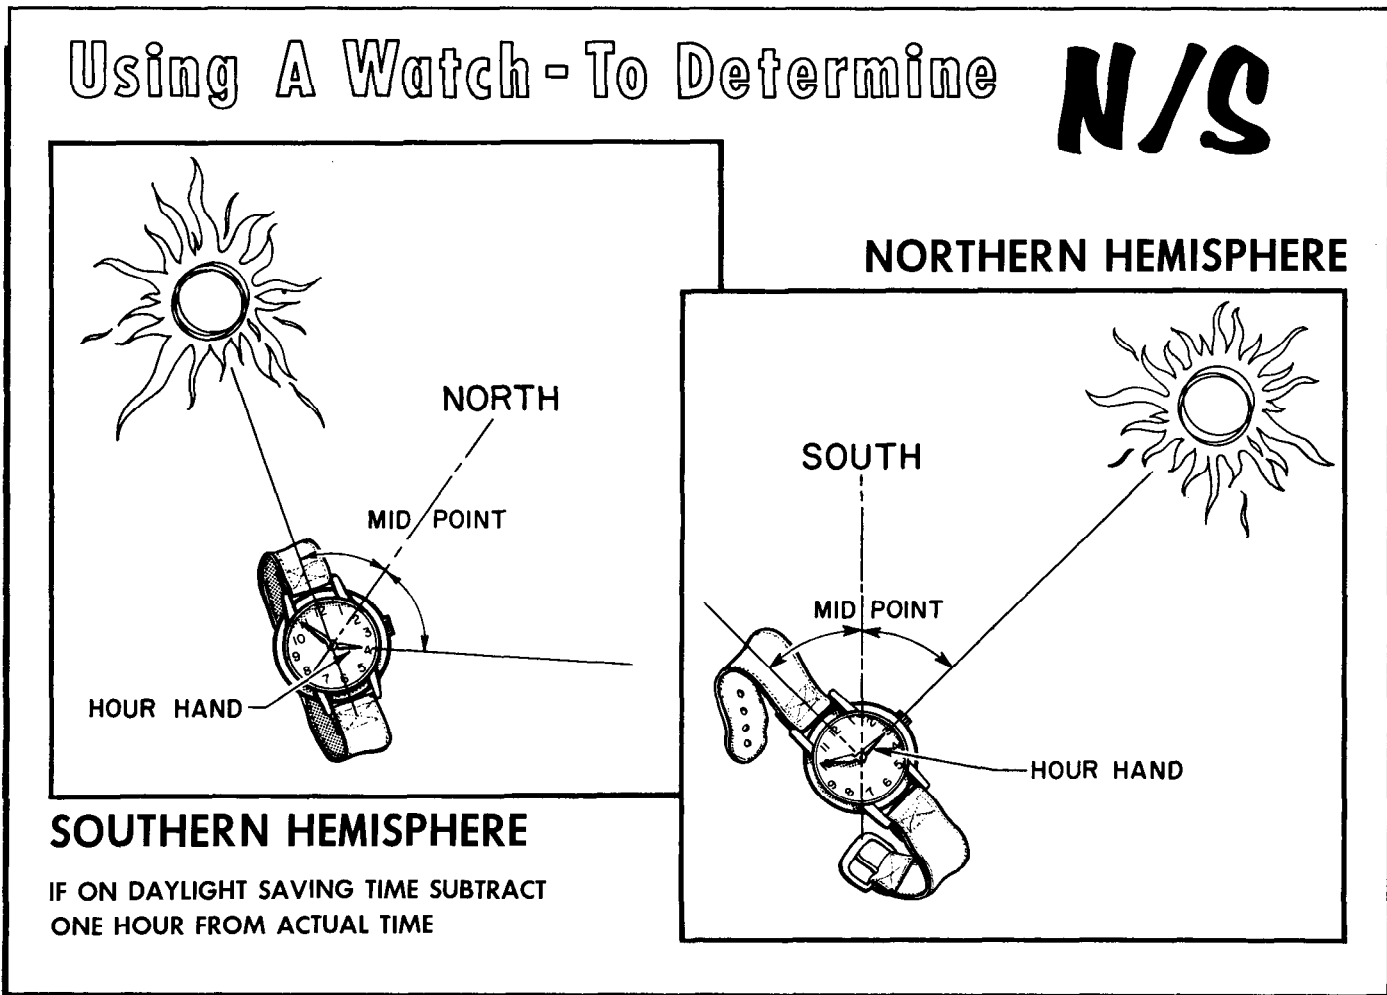 Using A Watch - To Determine N/S
NORTH
MID POINT
HOUR HAND
SOUTHERN HEMISPHERE
IF ON DAYLIGHT SAVING TIME SUBTRACT
ONE HOUR FROM ACTUAL TIME
NORTHERN HEMISPHERE
SOUTH
MID POINT
HOUR HAND